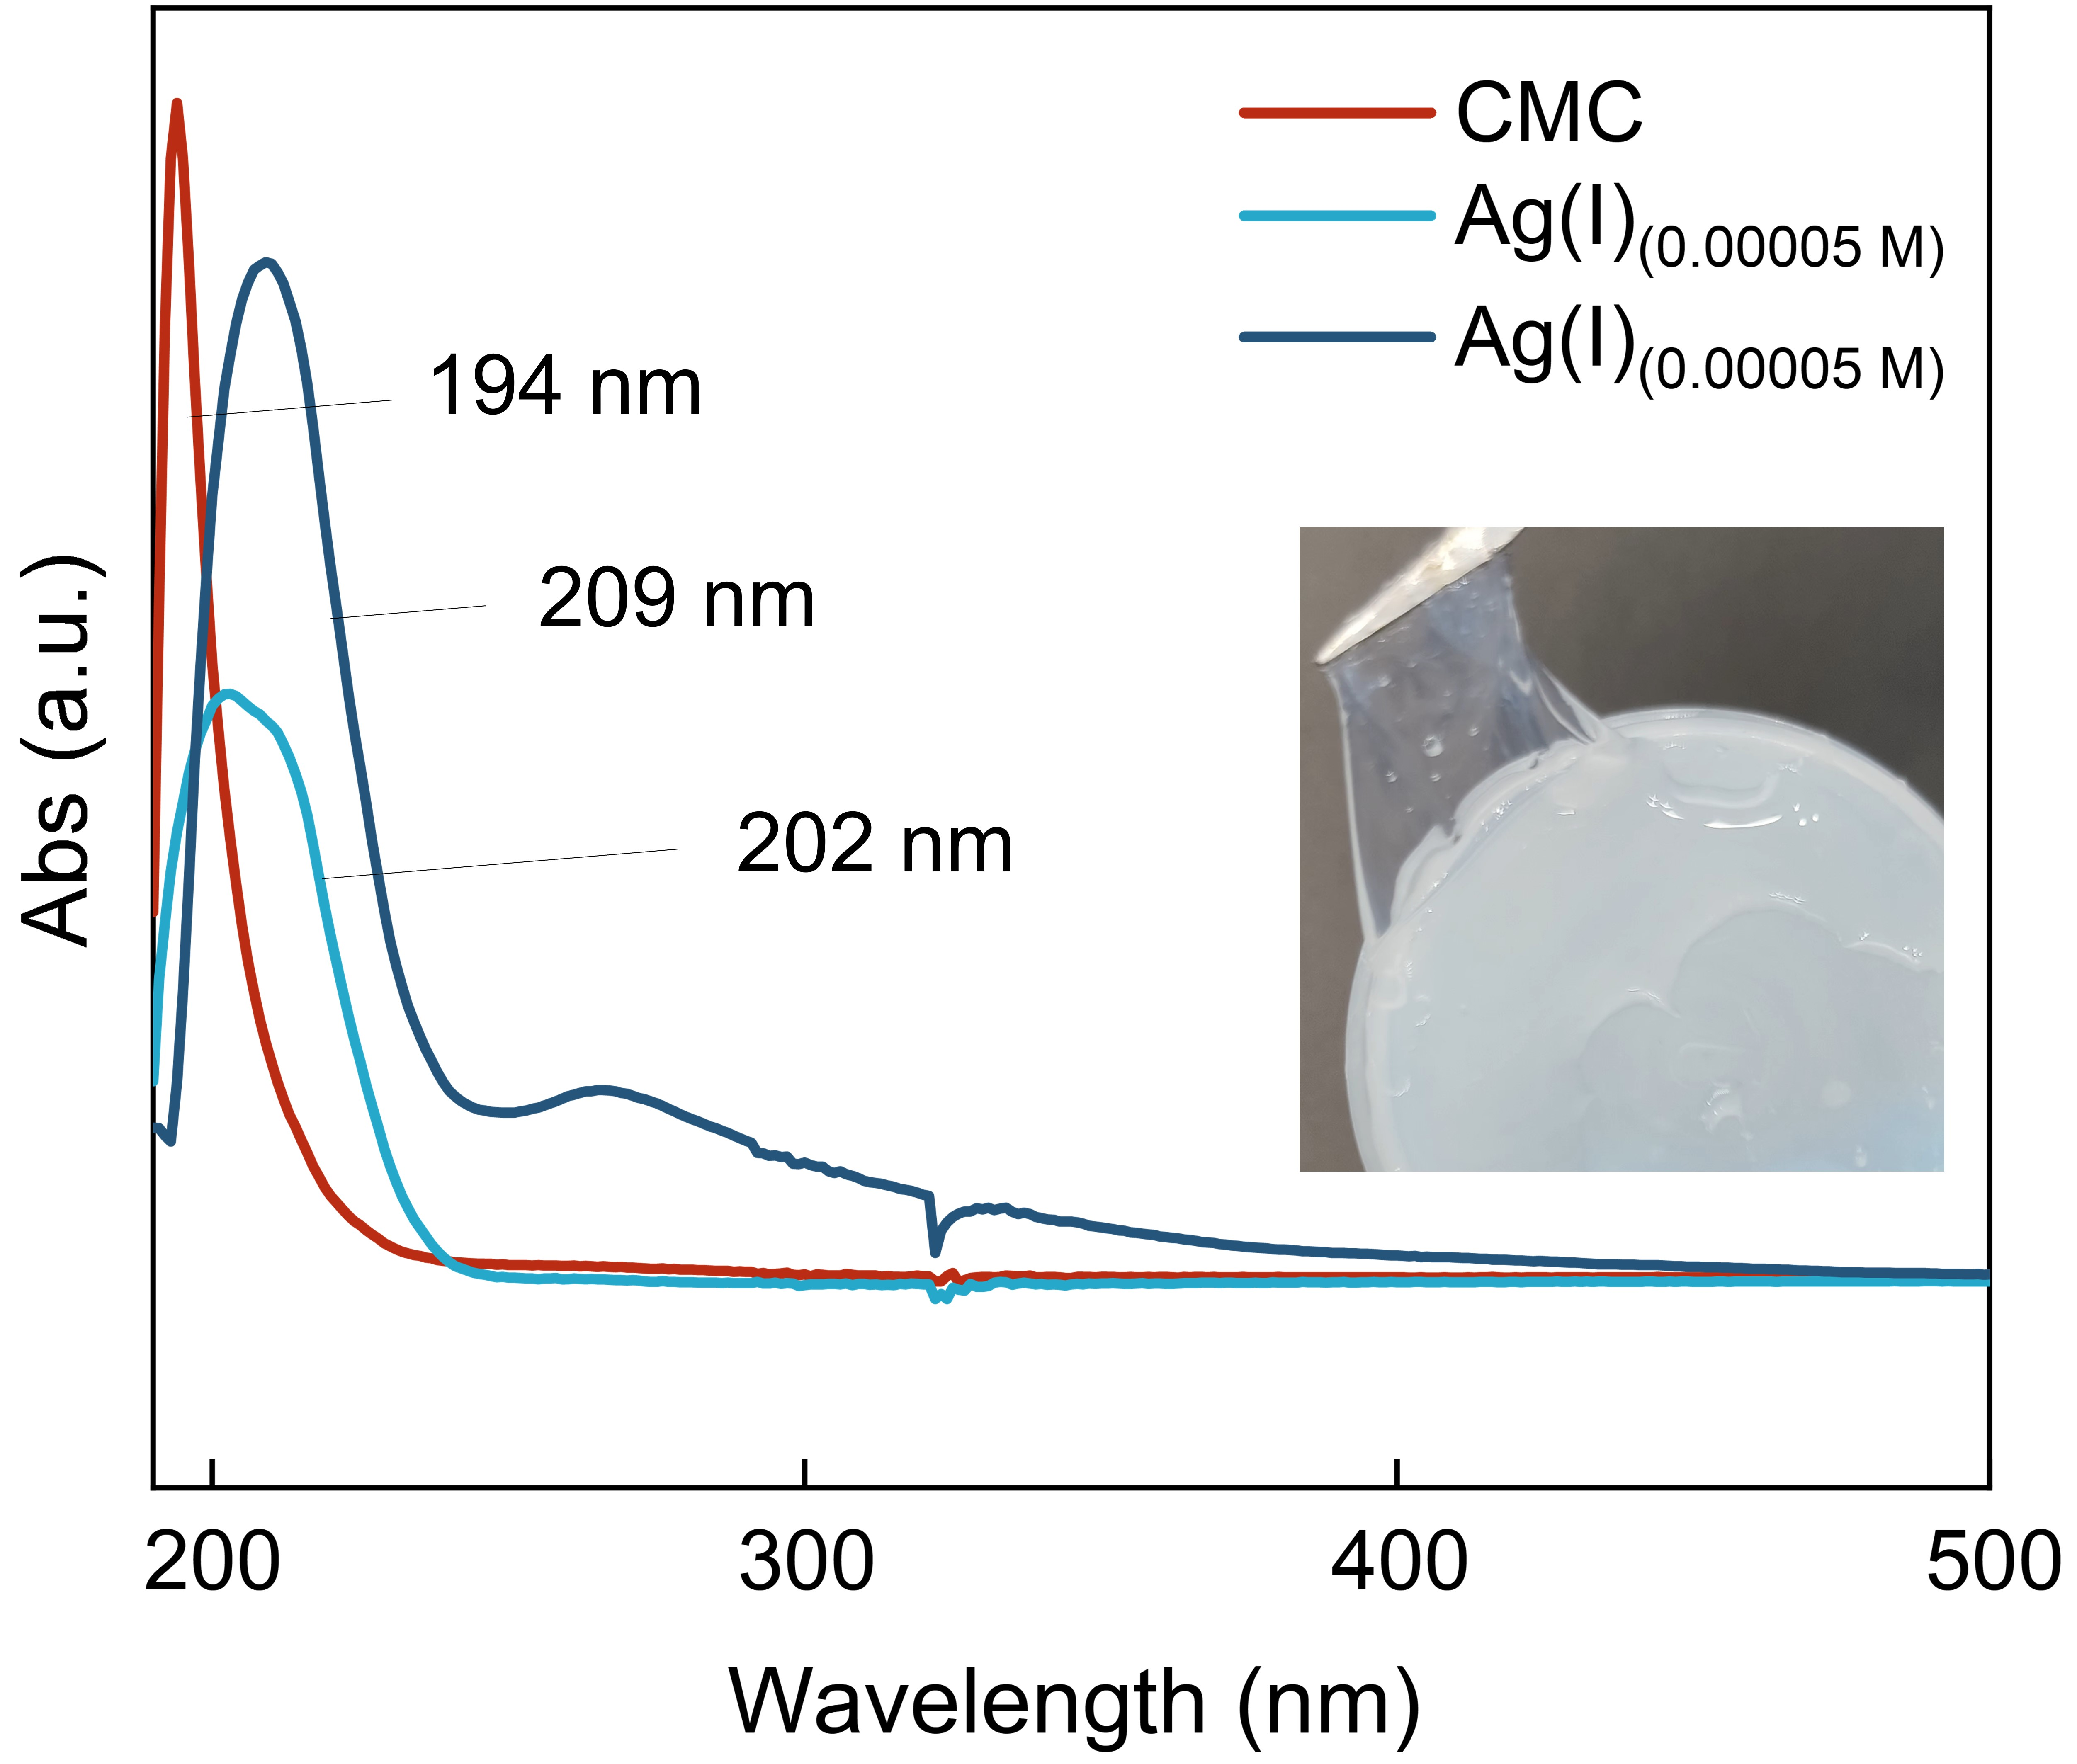 CMC
Ag(I)(0.00005 M)
Ag(I)(0.00005 M)
194 nm
209 nm
202 nm
Abs (a.u.)
200 300 400 500
Wavelength (nm)